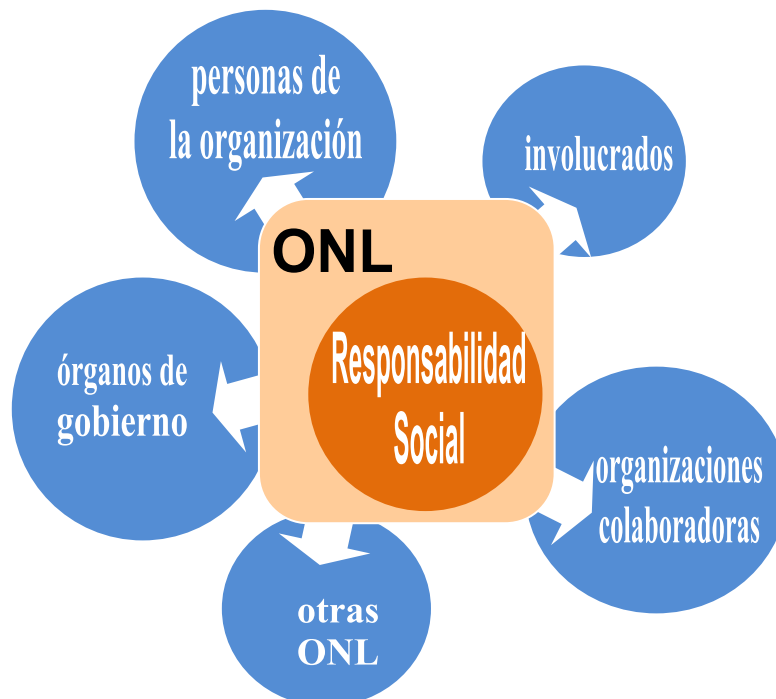 personas de
la organización
involucrados
ONL
Responsabilidad
Social
órganos de
gobierno
organizaciones
colaboradoras
otras
ONL